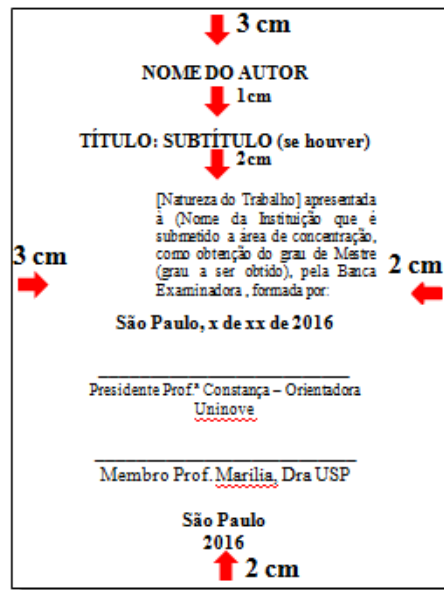 3 cm
NOME DO AUTOR
1cm
TÍTULO: SUBTÍTULO (se houver)
2cm
[Natureza do Trabalho] apresentada
à (Nome da Instituição que é
submetido a área de concentração,
como obtenção do grau de Mestre
(grau a ser obtido), pela Banca
Examinadora , formada por:
3 cm
2 cm
São Paulo, x de xx de 2016
Presidente Prof.ª Constança – Orientadora
Uninove
Membro Prof. Marilia, Dra USP
São Paulo
2016
2 cm